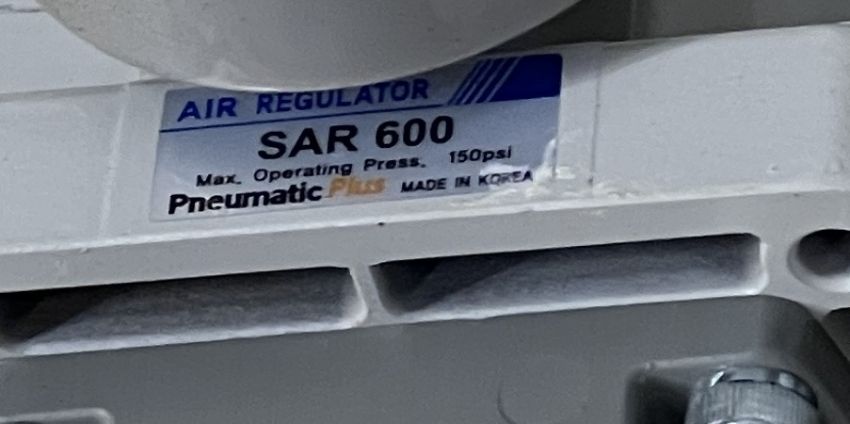 AIR REGULATOR
SAR 600
Max. Operating Press. 150psi
Pneumatic Plus MADE IN KOREA